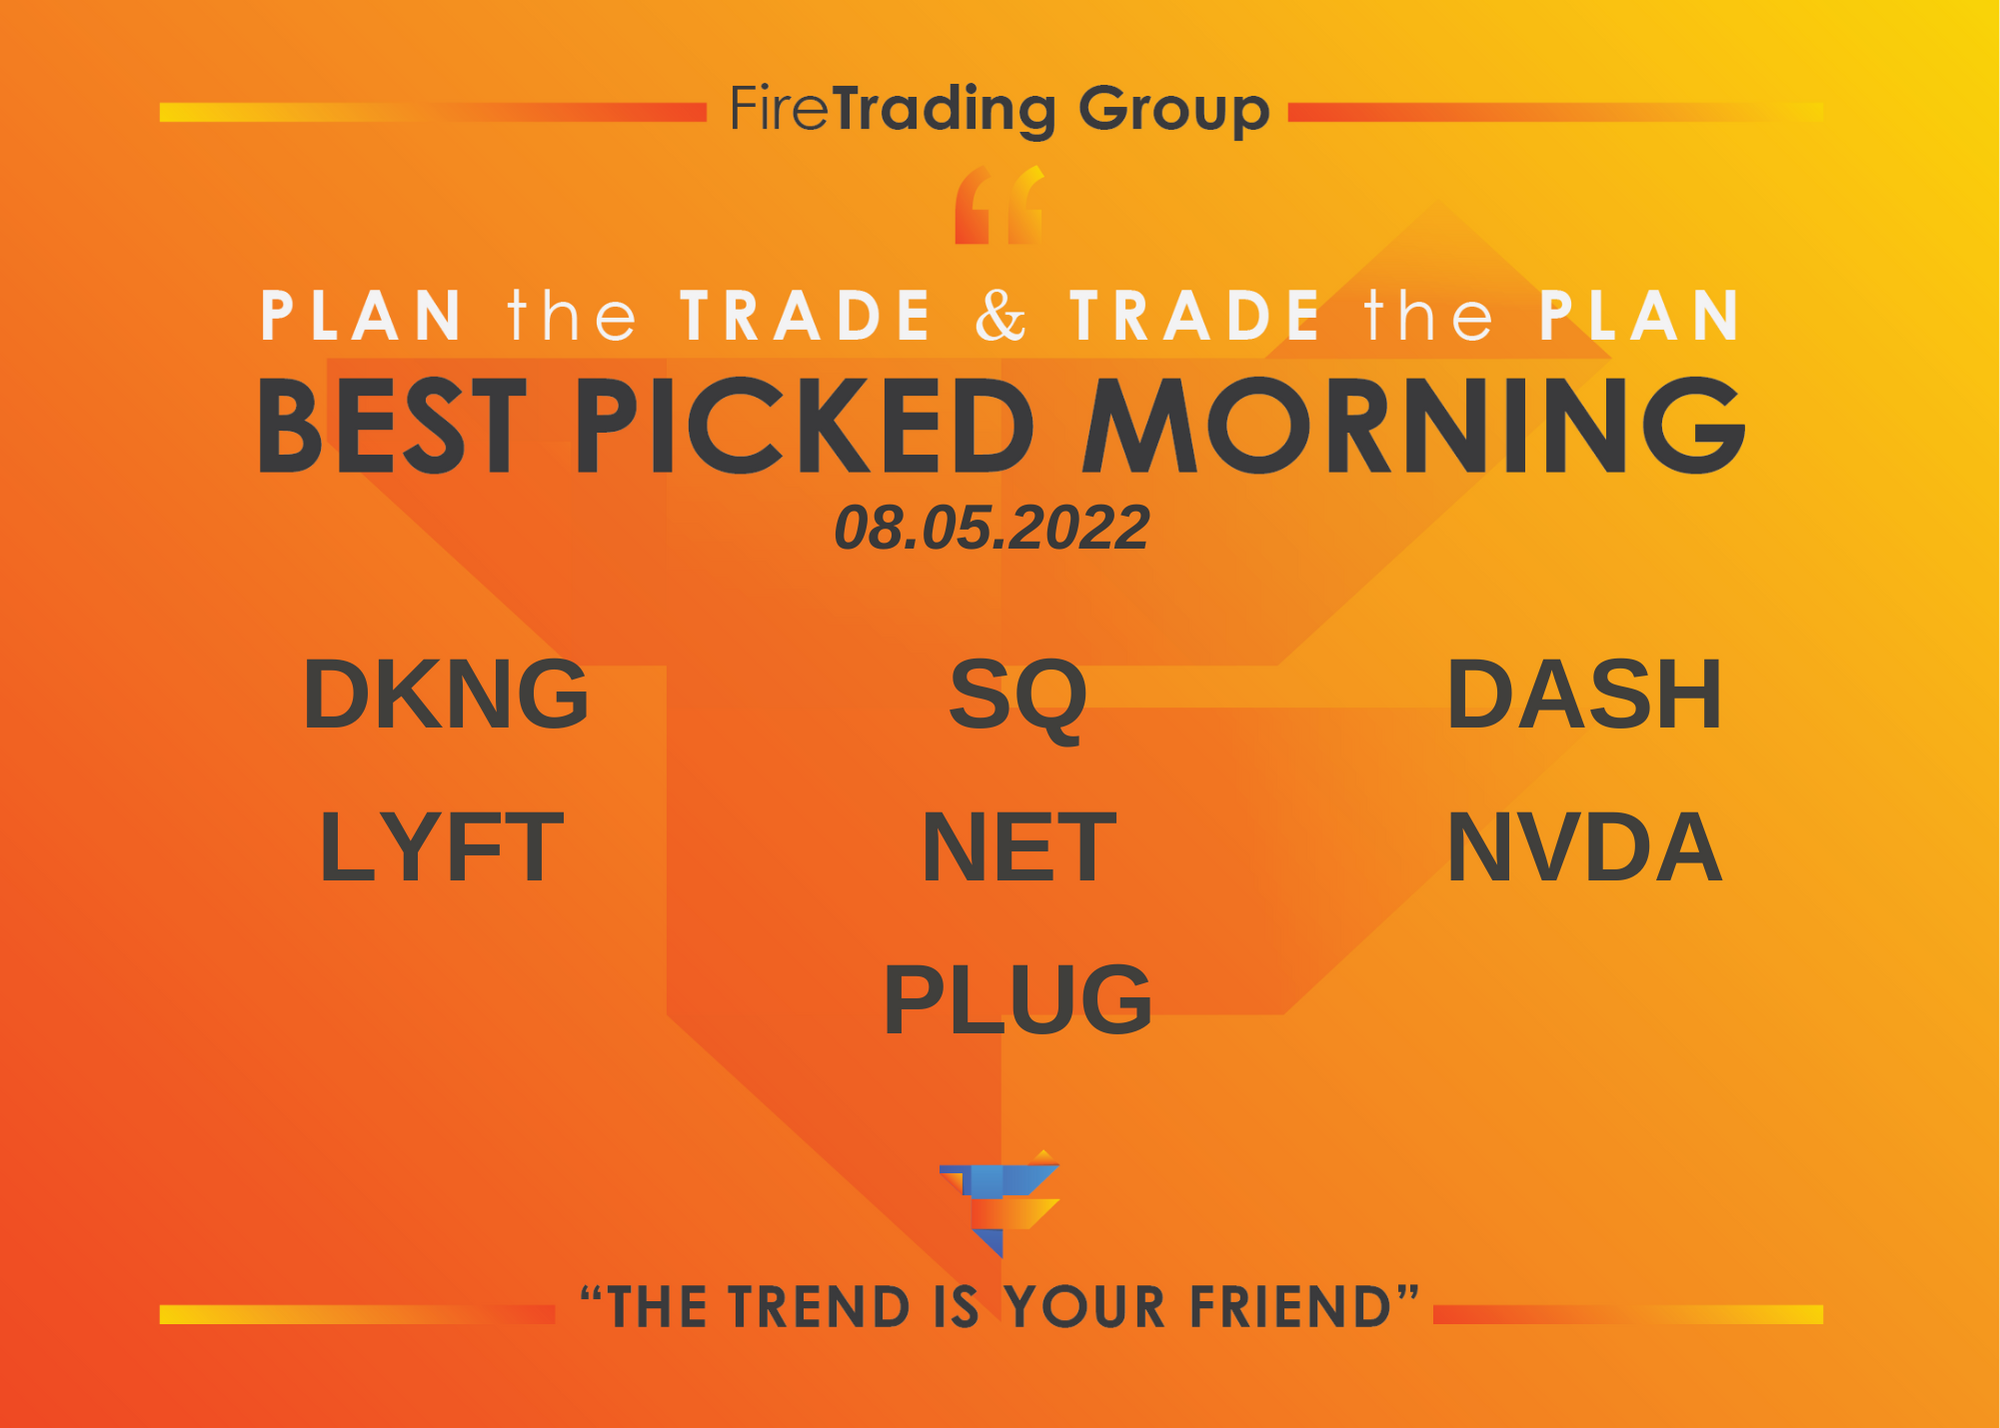 FireTrading Group
“
PLAN the TRADE & TRADE the PLAN
BEST PICKED MORNING
08.05.2022
DKNG SQ DASH
LYFT NET NVDA
PLUG
“THE TREND IS YOUR FRIEND”